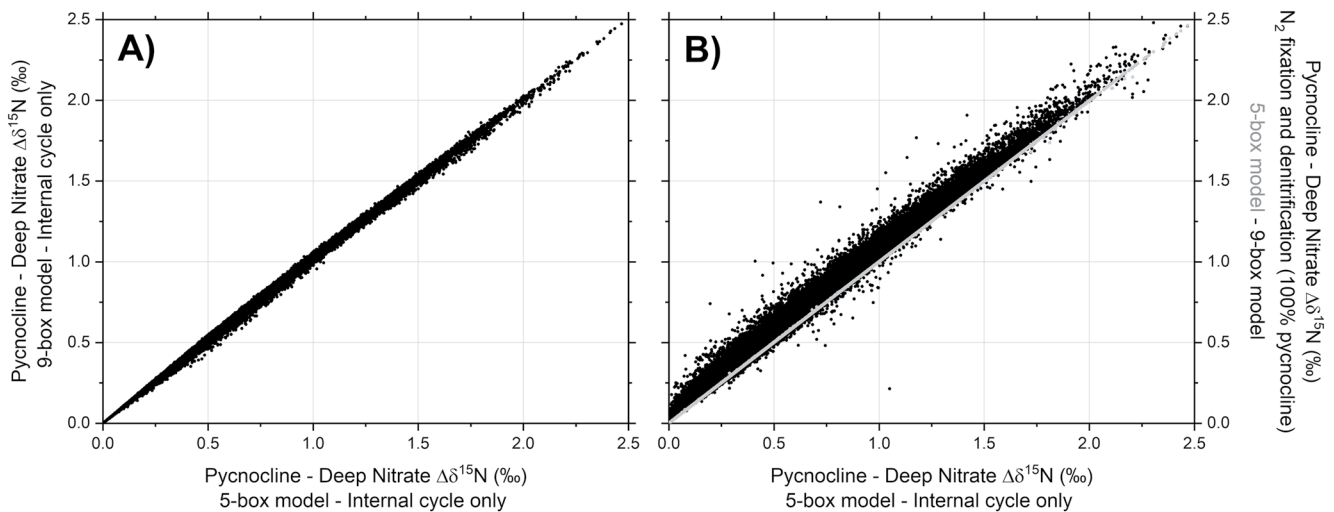 A)
2.5
2.0
1.5
1.0
0.5
0.0
0.0 0.5 1.0 1.5 2.0 2.5
Pycnocline - Deep Nitrate Δδ¹⁵N (‰)
9-box model - Internal cycle only
Pycnocline - Deep Nitrate Δδ¹⁵N (‰)
5-box model - Internal cycle only
B)
2.5
2.0
1.5
1.0
0.5
0.0
0.0 0.5 1.0 1.5 2.0 2.5
Pycnocline - Deep Nitrate Δδ¹⁵N (‰)
5-box model - Internal cycle only
Pycnocline - Deep Nitrate Δδ¹⁵N (‰)
N₂ fixation and denitrification (100% pycnocline)
5-box model - 9-box model